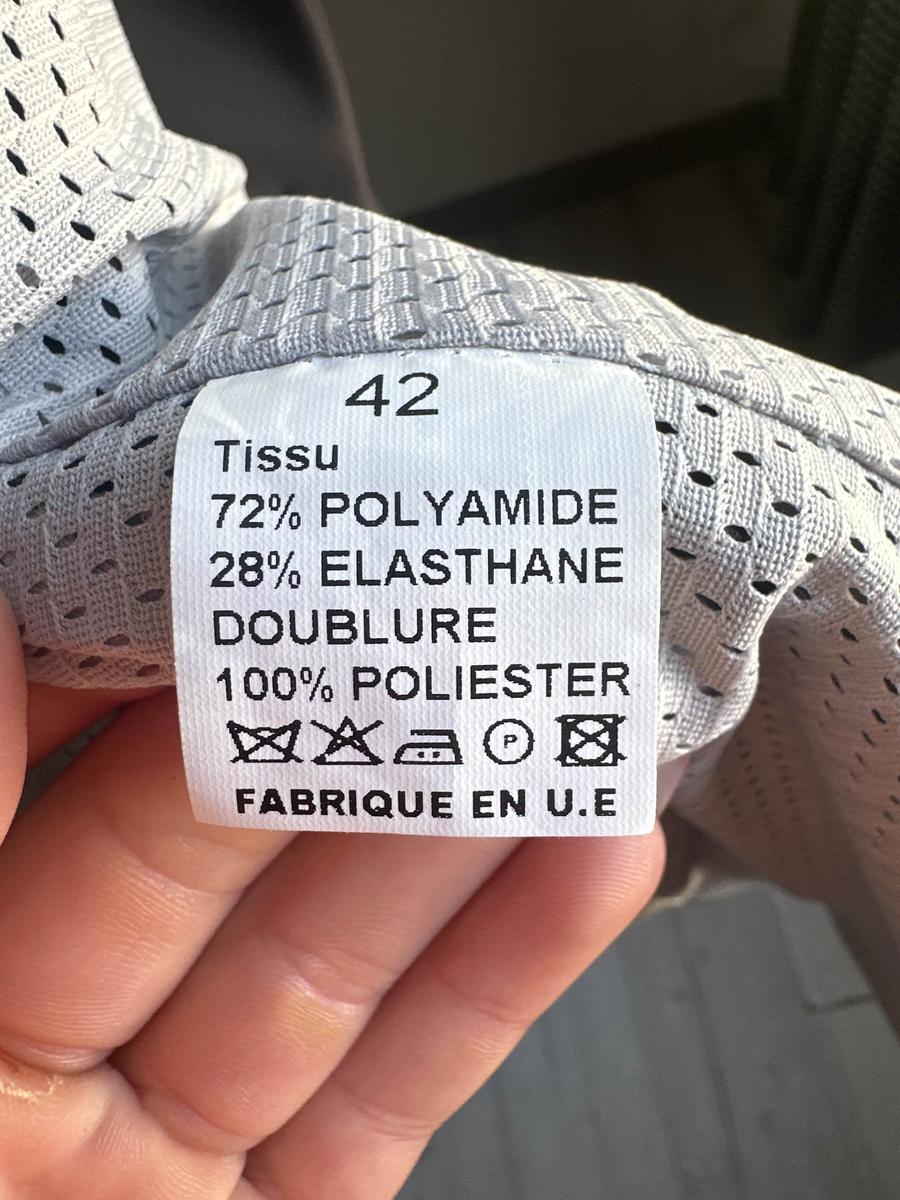 42
Tissu
72% POLYAMIDE
28% ELASTHANE
DOUBLURE
100% POLIESTER
P
FABRIQUE EN U.E